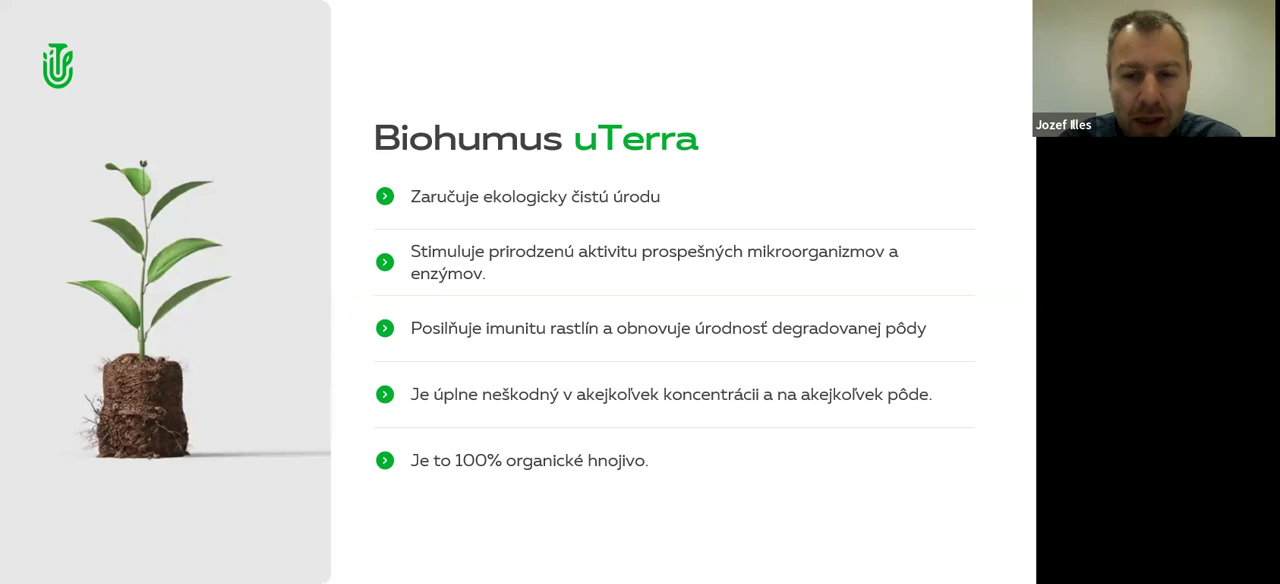 Biohumus uTerra
Zaručuje ekologicky čistú úrodu
Stimuluje prirodzenú aktivitu prospešných mikroorganizmov a
enzýmov.
Posilňuje imunitu rastlín a obnovuje úrodnosť degradovanej pôdy
Je úplne neškodný v akejkoľvek koncentrácii a na akejkoľvek pôde.
Je to 100% organické hnojivo.
Jozef Illes